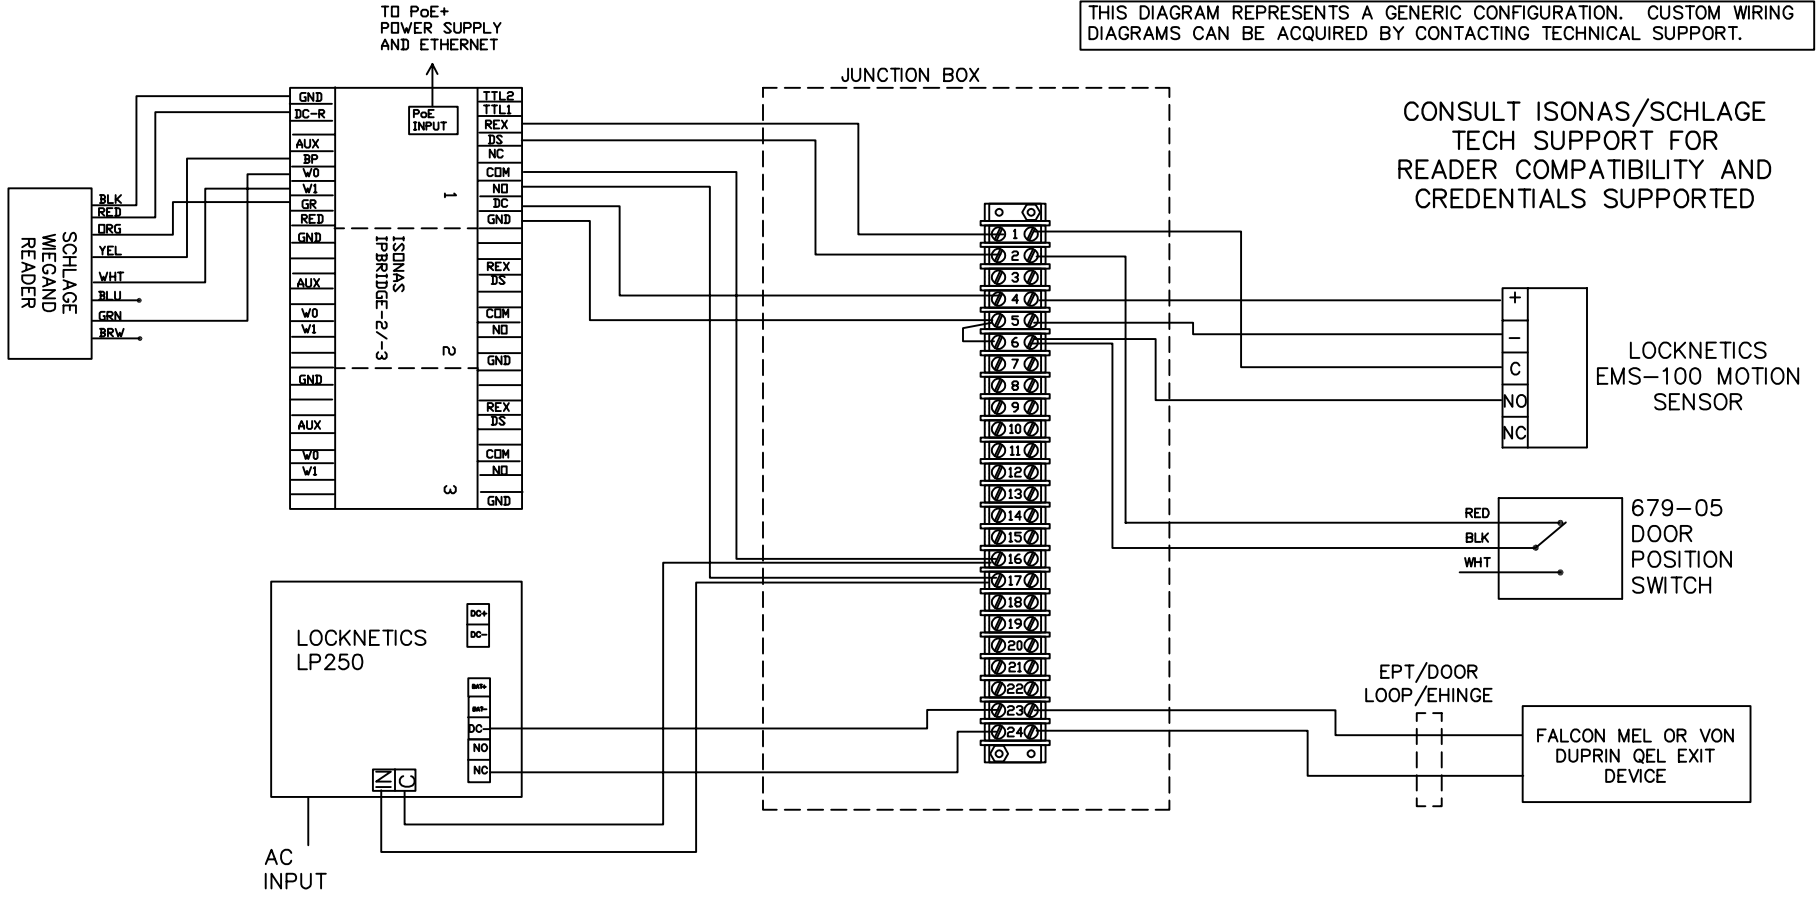 TO PoE+
POWER SUPPLY
AND ETHERNET
THIS DIAGRAM REPRESENTS A GENERIC CONFIGURATION. CUSTOM WIRING
DIAGRAMS CAN BE ACQUIRED BY CONTACTING TECHNICAL SUPPORT.
JUNCTION BOX
CONSULT ISONAS/SCHLAGE
TECH SUPPORT FOR
READER COMPATIBILITY AND
CREDENTIALS SUPPORTED
SCHLAGE
WIEGAND
READER
BLK
RED
ORG
YEL
WHT
BLU
GRN
BRW
GND
DC-R
AUX
BP
W0
W1
GR
RED
GND
AUX
W0
W1
GND
AUX
W0
W1
PoE
INPUT
1
ISONAS
IPBRIDGE-2/-3
2
3
TTL2
TTL1
REX
DS
NC
COM
NO
DC
GND
REX
DS
COM
NO
GND
REX
DS
COM
NO
GND
1
2
3
4
5
6
7
8
9
10
11
12
13
14
15
16
17
18
19
20
21
22
23
24
+
-
C
NO
NC
LOCKNETICS
EMS-100 MOTION
SENSOR
RED
BLK
WHT
679-05
DOOR
POSITION
SWITCH
LOCKNETICS
LP250
DC+
DC-
BAT+
BAT-
DC-
NO
NC
IN
C
AC
INPUT
EPT/DOOR
LOOP/EHINGE
FALCON MEL OR VON
DUPRIN QEL EXIT
DEVICE